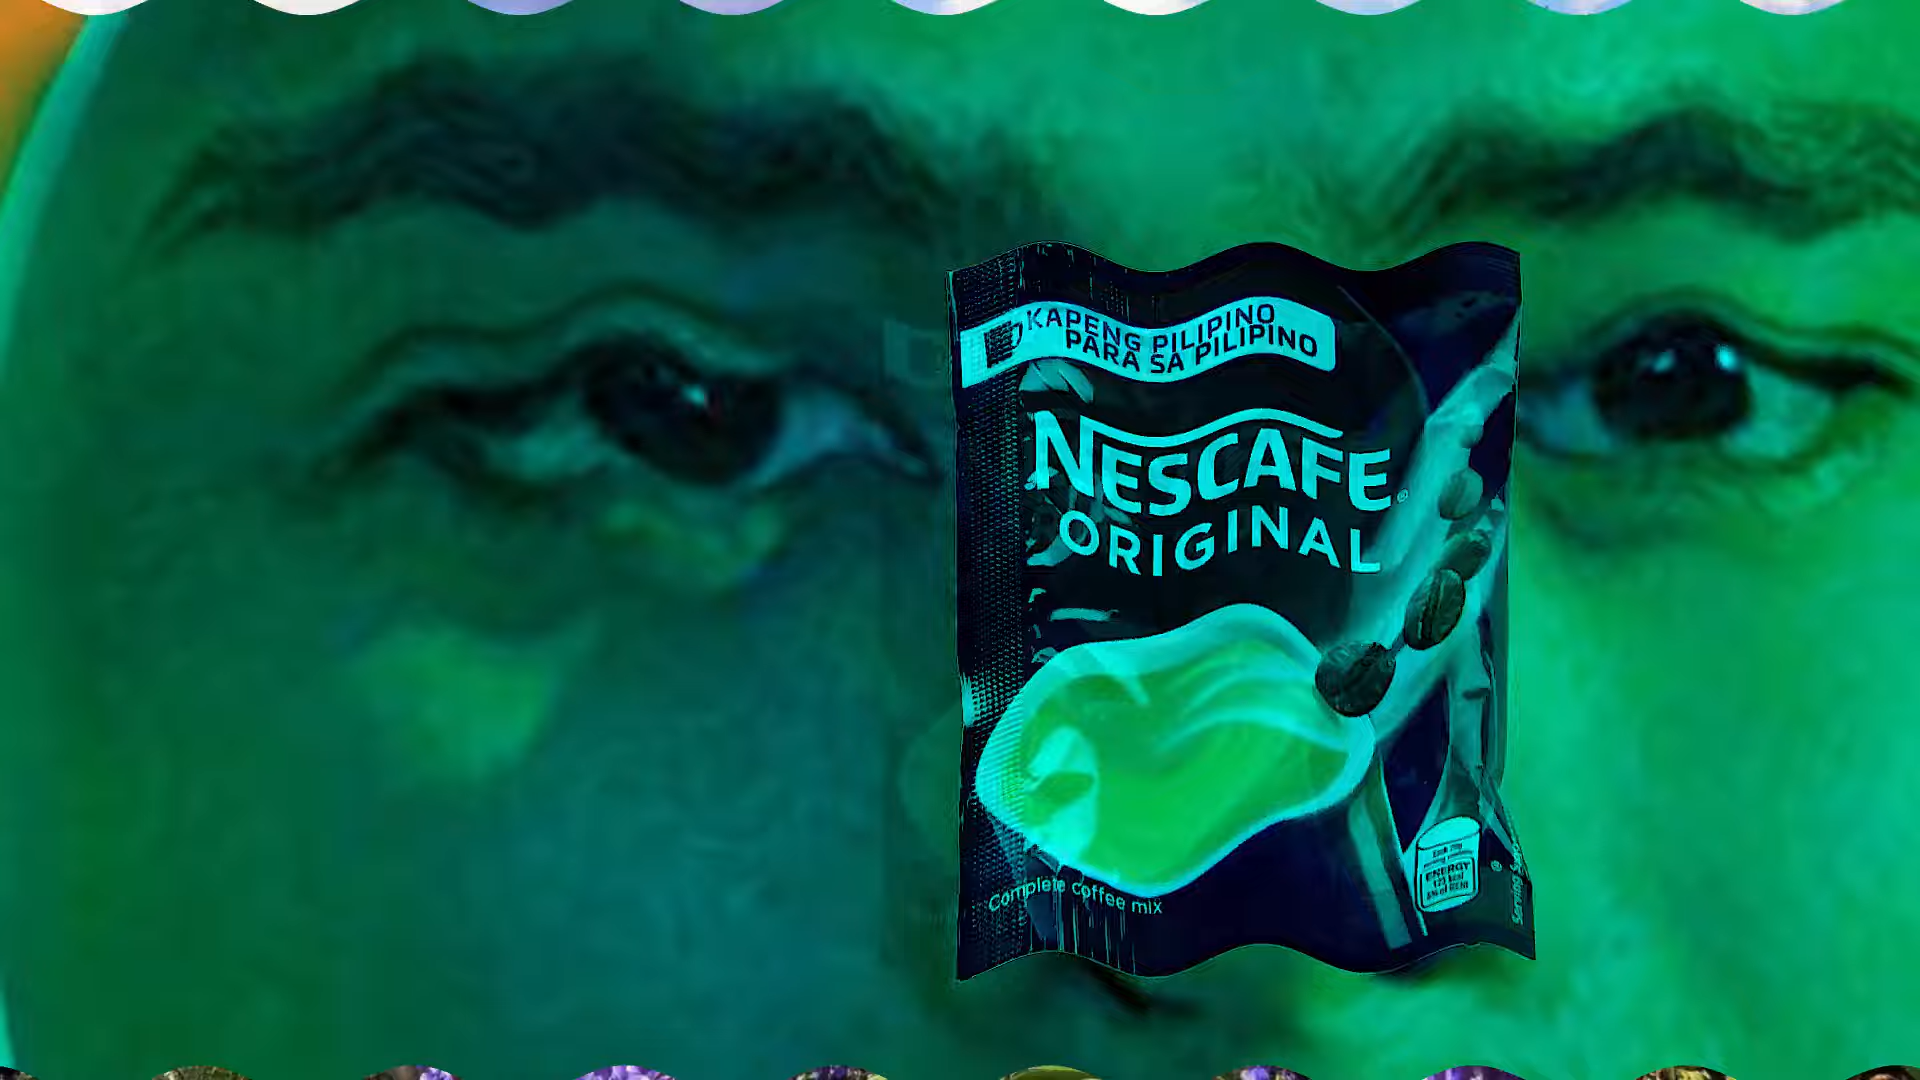 KAPENG PILIPINO
PARA SA PILIPINO
NESCAFE
ORIGINAL
Complete coffee mix
ENERGY